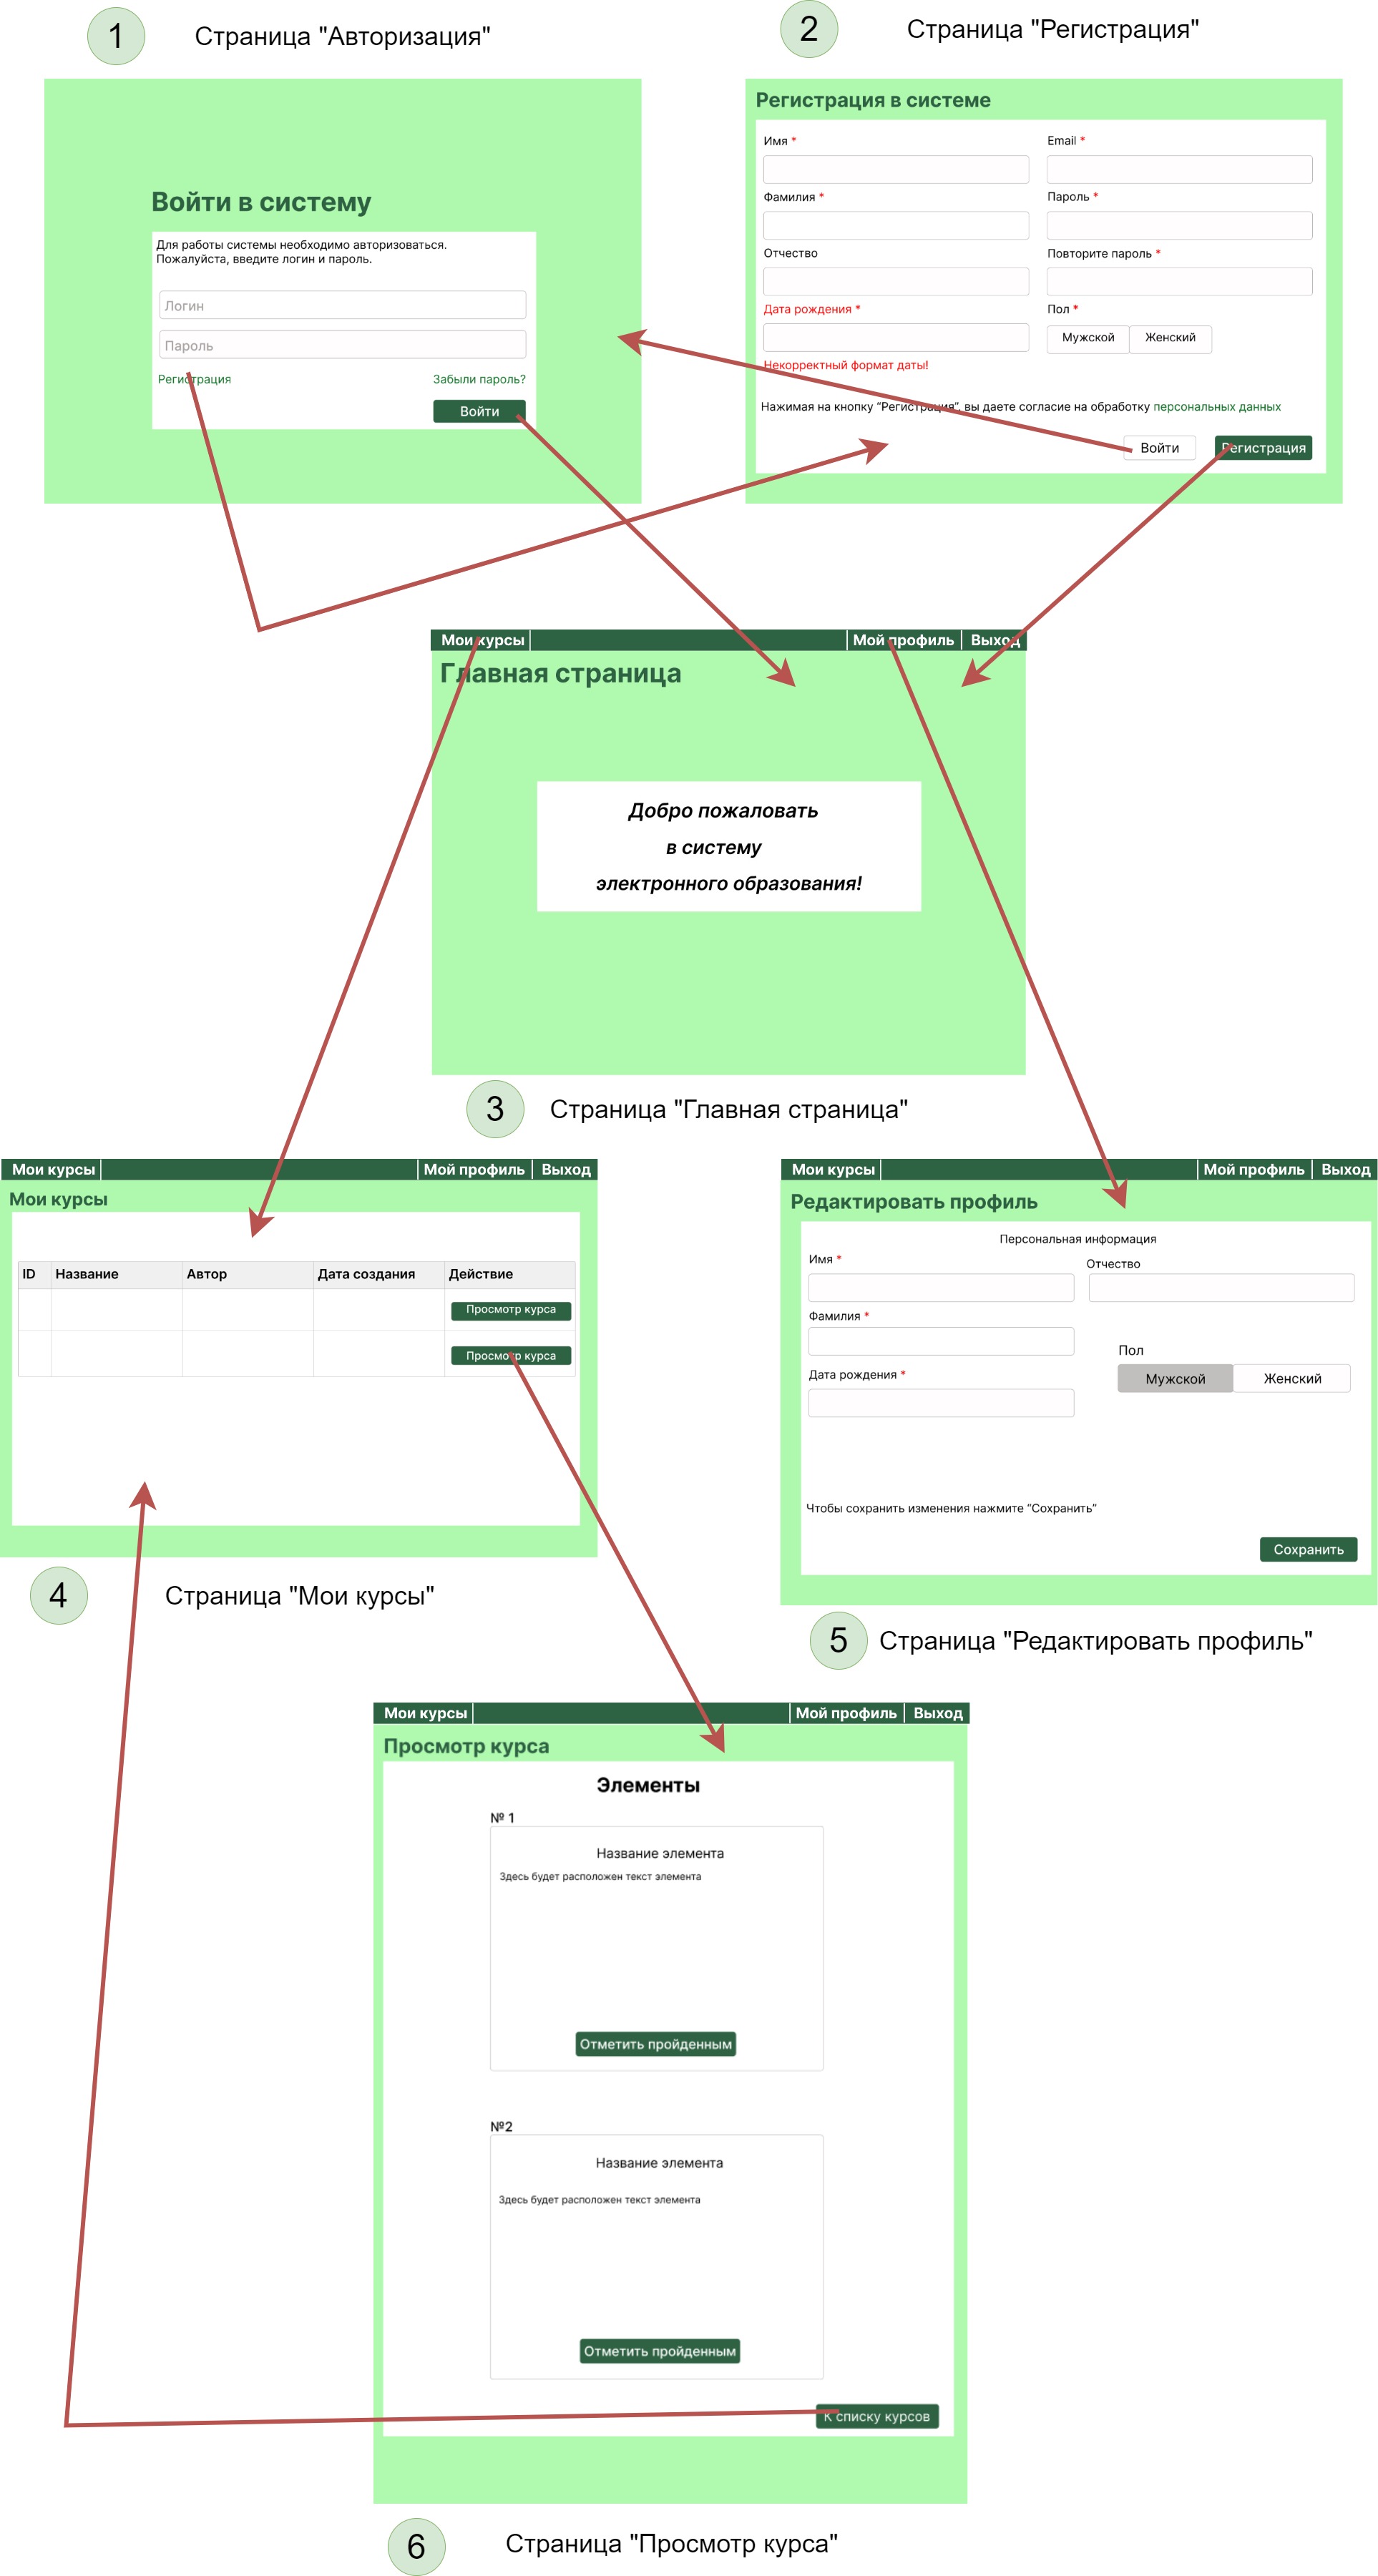 1
Страница "Авторизация"
Войти в систему
Для работы системы необходимо авторизоваться.
Пожалуйста, введите логин и пароль.
Логин
Пароль
Регистрация
Забыли пароль?
Войти
2
Страница "Регистрация"
Регистрация в системе
Имя *
Email *
Фамилия *
Пароль *
Отчество
Повторите пароль *
Дата рождения *
Пол *
Мужской
Женский
Некорректный формат даты!
Нажимая на кнопку “Регистрация”, вы даете согласие на обработку персональных данных
Войти
Регистрация
Мои курсы
Мой профиль
Выход
Главная страница
Добро пожаловать
в систему
электронного образования!
3
Страница "Главная страница"
Мои курсы
Мой профиль
Выход
Мои курсы
ID
Название
Автор
Дата создания
Действие
Просмотр курса
Просмотр курса
4
Страница "Мои курсы"
Мои курсы
Мой профиль
Выход
Редактировать профиль
Персональная информация
Имя *
Отчество
Фамилия *
Пол
Дата рождения *
Мужской
Женский
Чтобы сохранить изменения нажмите “Сохранить”
Сохранить
5
Страница "Редактировать профиль"
Мои курсы
Мой профиль
Выход
Просмотр курса
Элементы
№ 1
Название элемента
Здесь будет расположен текст элемента
Отметить пройденным
№2
Название элемента
Здесь будет расположен текст элемента
Отметить пройденным
К списку курсов
6
Страница "Просмотр курса"